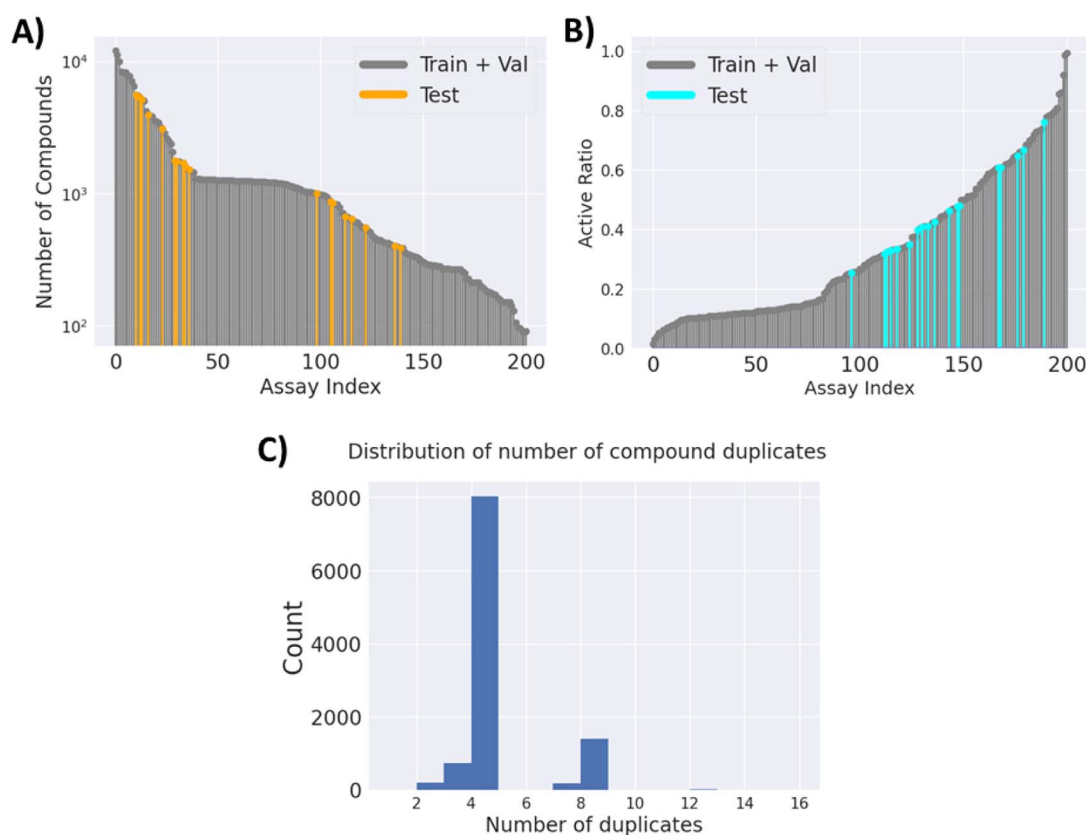 A)
Number of Compounds
10⁴
10³
10²
Train + Val
Test
0 50 100 150 200
Assay Index
B)
Active Ratio
1.0
0.8
0.6
0.4
0.2
0.0
Train + Val
Test
0 50 100 150 200
Assay Index
C)
Distribution of number of compound duplicates
Count
8000
6000
4000
2000
0
2 4 6 8 10 12 14 16
Number of duplicates